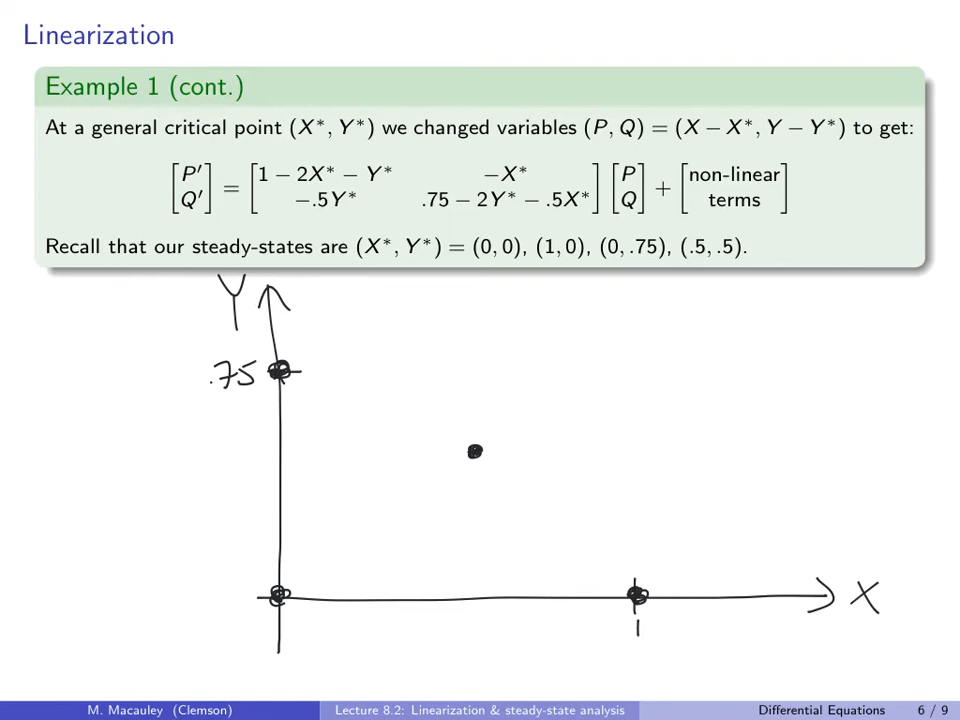 Linearization
Example 1 (cont.)
At a general critical point (X*, Y*) we changed variables (P, Q) = (X − X*, Y − Y*) to get:
[P′ Q′] = [1 − 2X* − Y* −X* −.5Y* .75 − 2Y* − .5X*] [P Q] + [non-linear terms]
Recall that our steady-states are (X*, Y*) = (0, 0), (1, 0), (0, .75), (.5, .5).
Y
.75
X
1
M. Macauley (Clemson) Lecture 8.2: Linearization & steady-state analysis Differential Equations 6 / 9